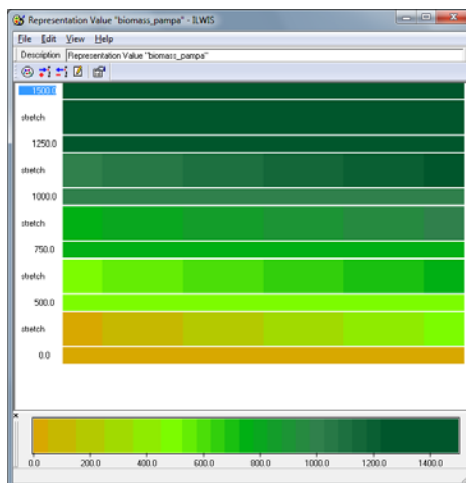 Representation Value "biomass_pampa" - ILWIS
File Edit View Help
Description Representation Value "biomass_pampa"
1500.0
stretch
1250.0
stretch
1000.0
stretch
750.0
stretch
500.0
stretch
0.0
0.0 200.0 400.0 600.0 800.0 1000.0 1200.0 1400.0